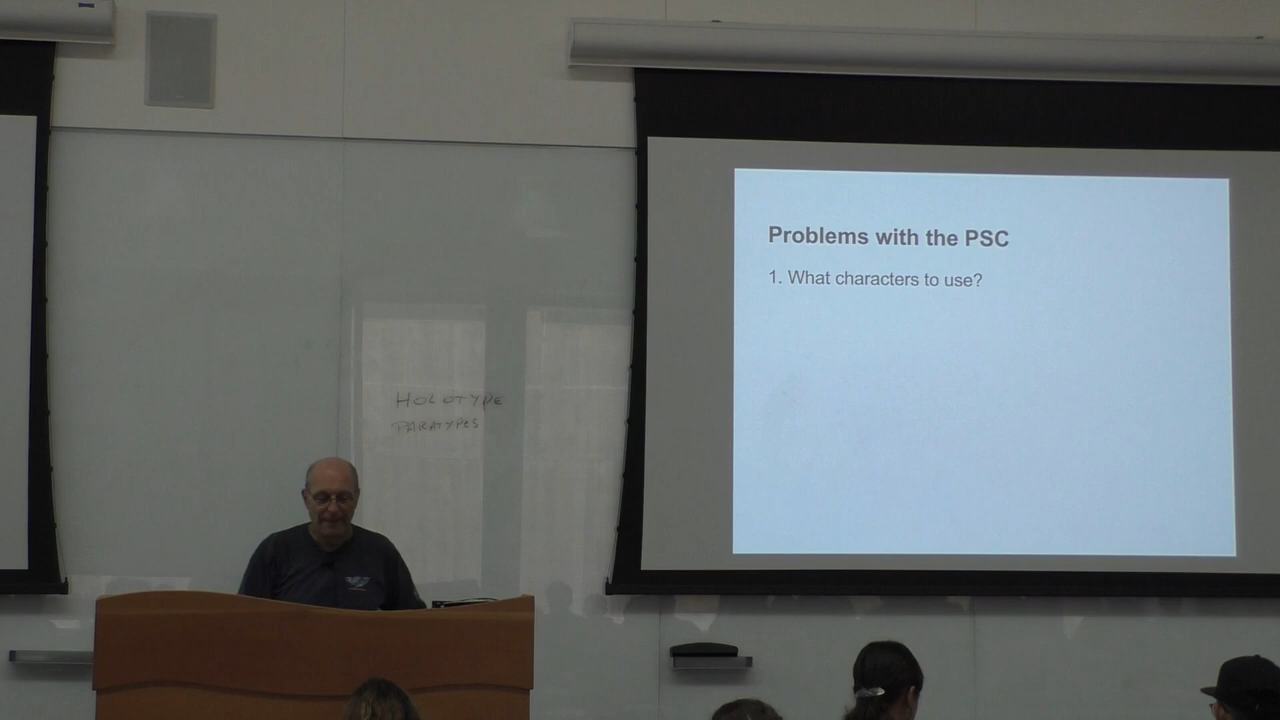 Problems with the PSC
1. What characters to use?
HOLOTYPE
PARATYPES